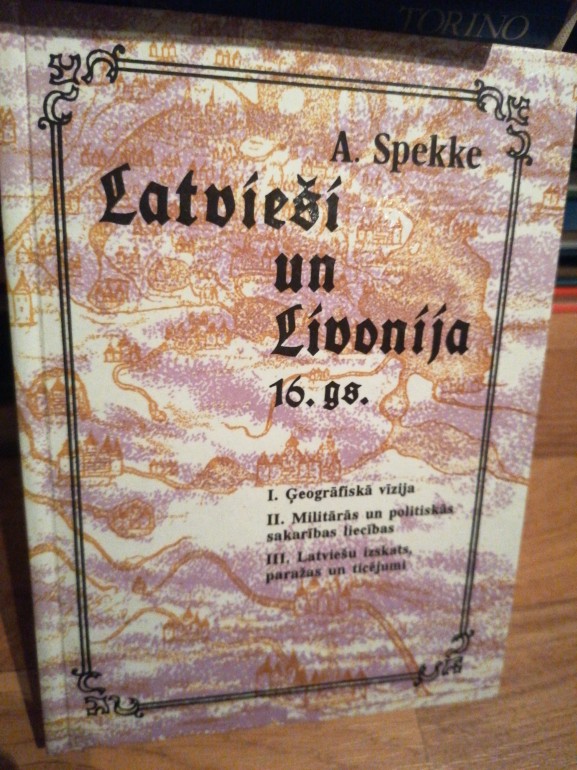 TORINO
A. Spekke
Latvieši
un
Livonija
16. gs.
I. Ģeogrāfiskā vīzija
II. Militārās un politiskās
sakarības liecības
III. Latviešu izskats,
paražas un ticējumi